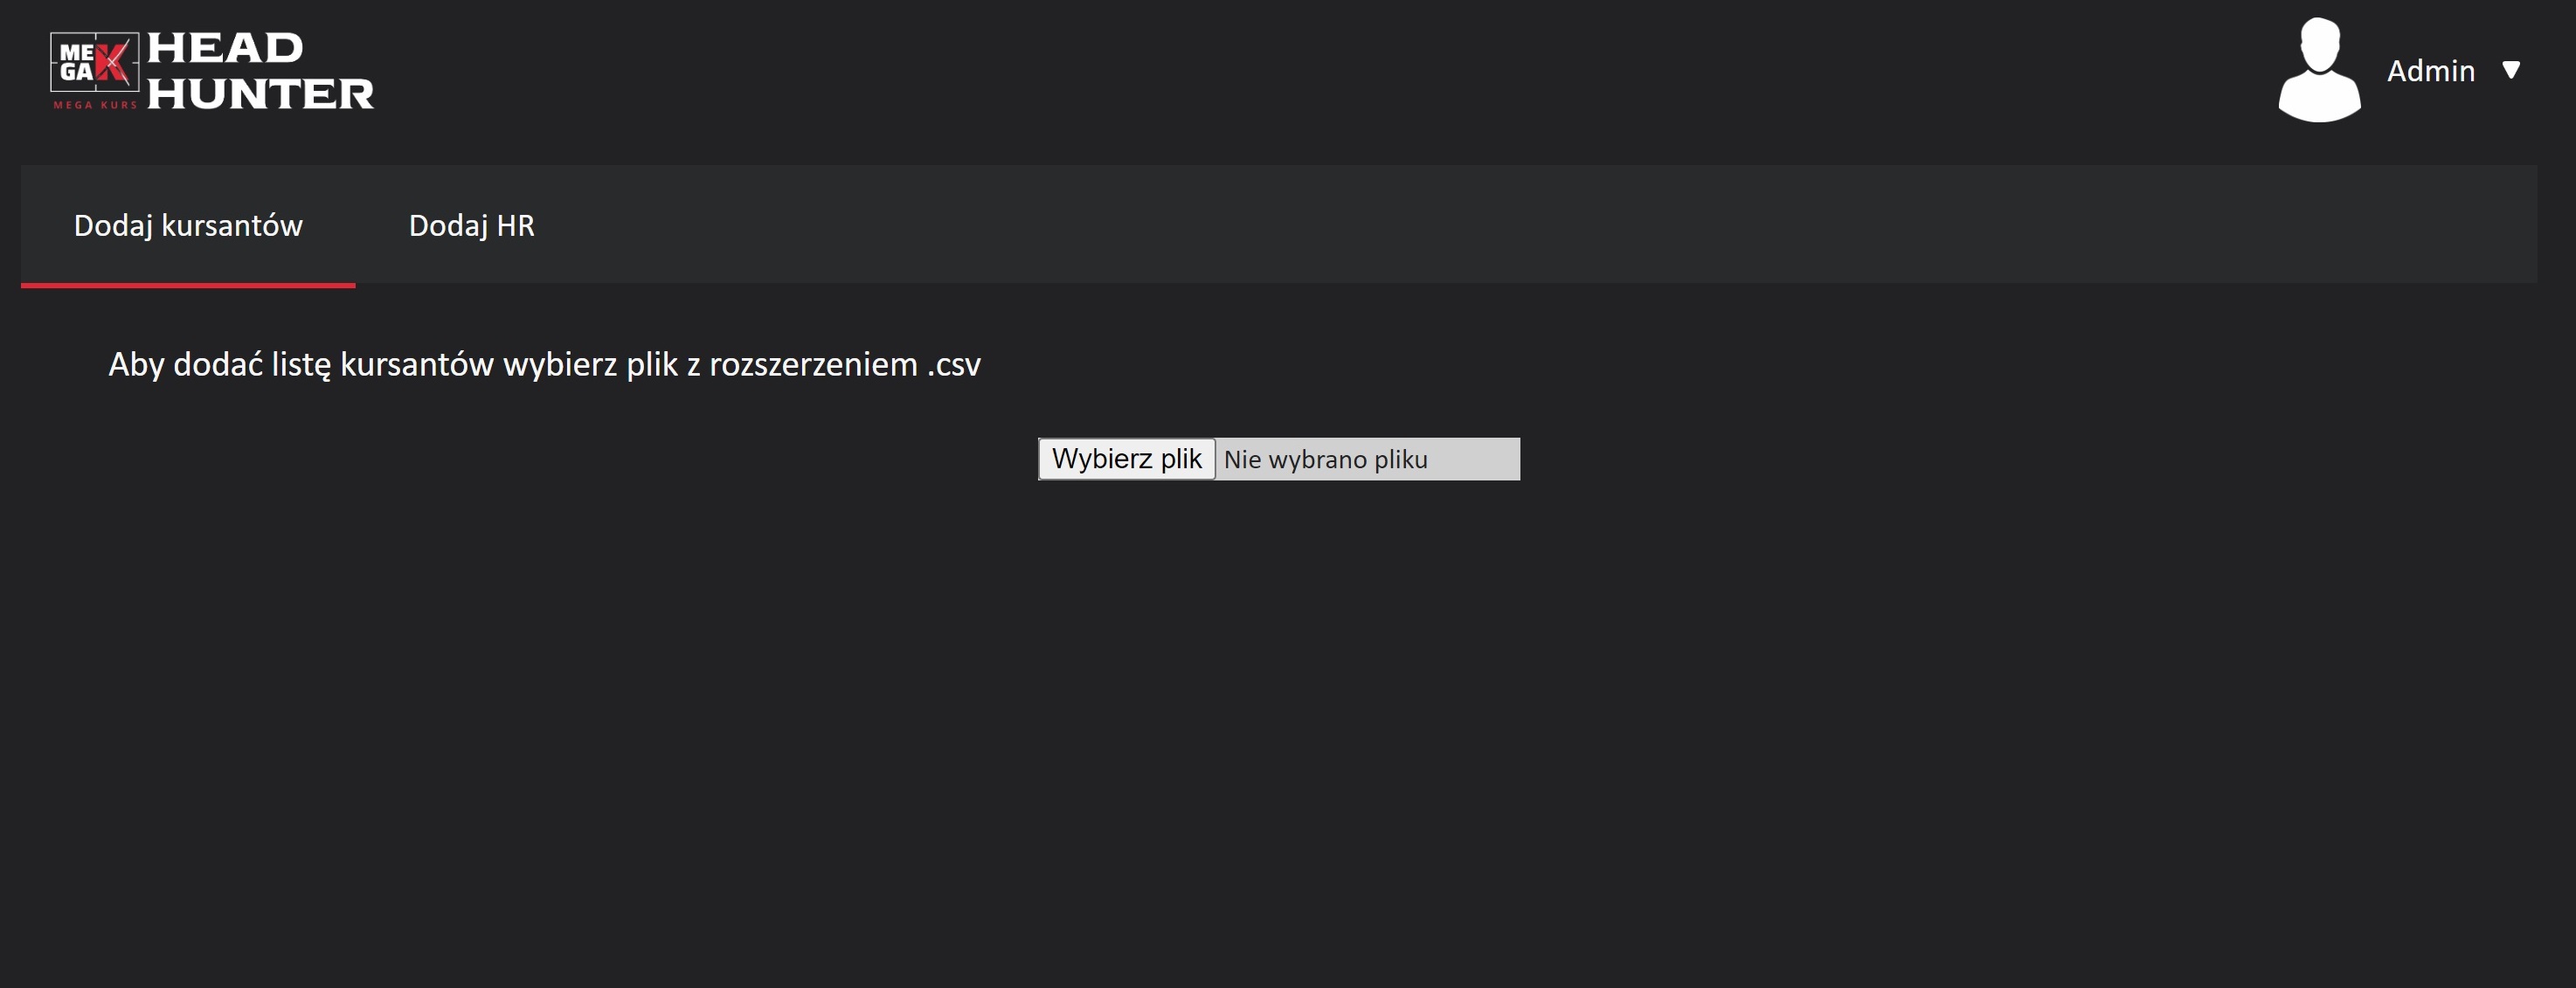 MEGAK
MEGA KURS
HEAD
HUNTER
Admin
Dodaj kursantów
Dodaj HR
Aby dodać listę kursantów wybierz plik z rozszerzeniem .csv
Wybierz plik
Nie wybrano pliku